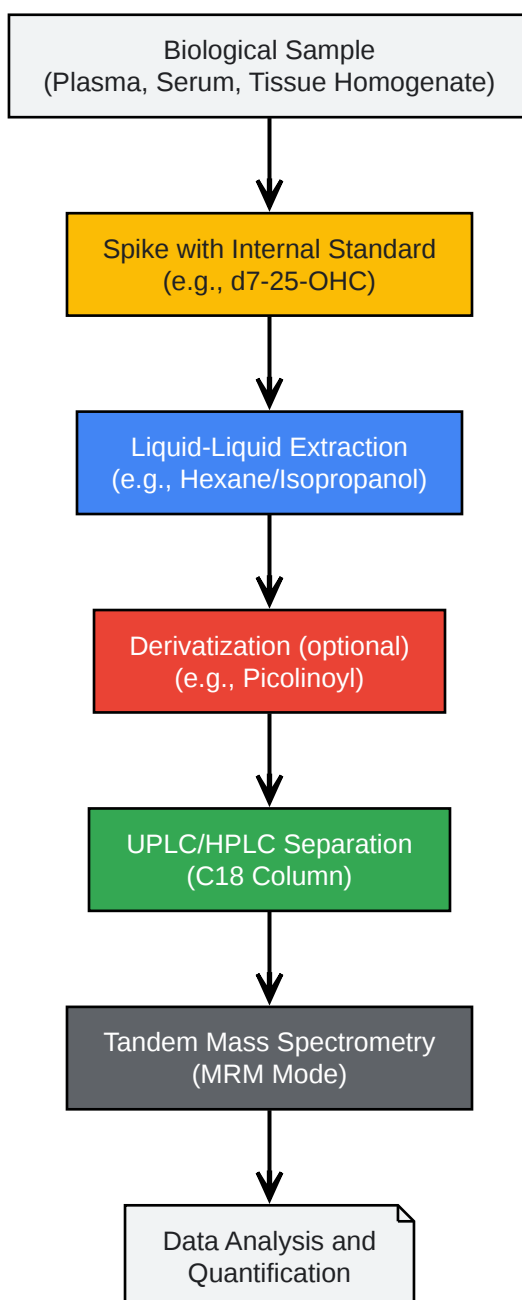 Biological Sample
(Plasma, Serum, Tissue Homogenate)
Spike with Internal Standard
(e.g., d7-25-OHC)
Liquid-Liquid Extraction
(e.g., Hexane/Isopropanol)
Derivatization (optional)
(e.g., Picolinoyl)
UPLC/HPLC Separation
(C18 Column)
Tandem Mass Spectrometry
(MRM Mode)
Data Analysis and
Quantification